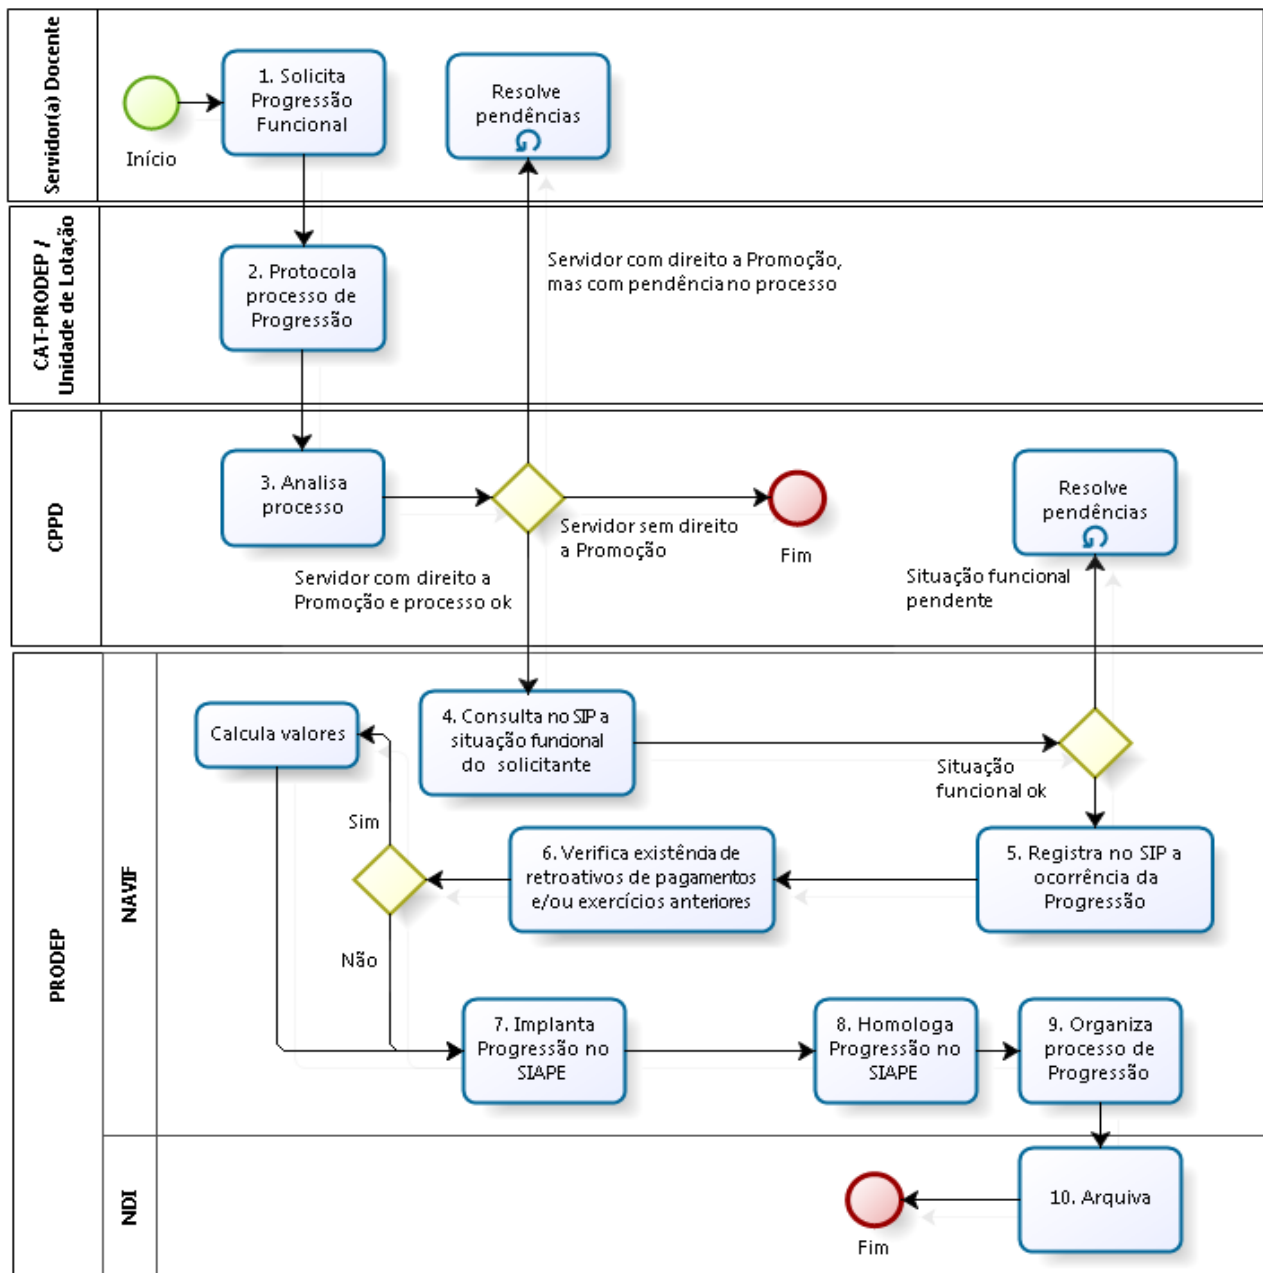 Servidor(a) Docente
Início
1. Solicita
Progressão
Funcional
Resolve
pendências
CAT-PRODEP /
Unidade de Lotação
2. Protocola
processo de
Progressão
Servidor com direito a Promoção,
mas com pendência no processo
CPPD
3. Analisa
processo
Servidor sem direito
a Promoção
Fim
Servidor com direito a
Promoção e processo ok
Resolve
pendências
Situação funcional
pendente
PRODEP
NAVIF
Calcula valores
4. Consulta no SIP a
situação funcional
do solicitante
Situação
funcional ok
Sim
6. Verifica existência de
retroativos de pagamentos
e/ou exercícios anteriores
5. Registra no SIP a
ocorrência da
Progressão
Não
7. Implanta
Progressão no
SIAPE
8. Homologa
Progressão no
SIAPE
9. Organiza
processo de
Progressão
NDI
10. Arquiva
Fim